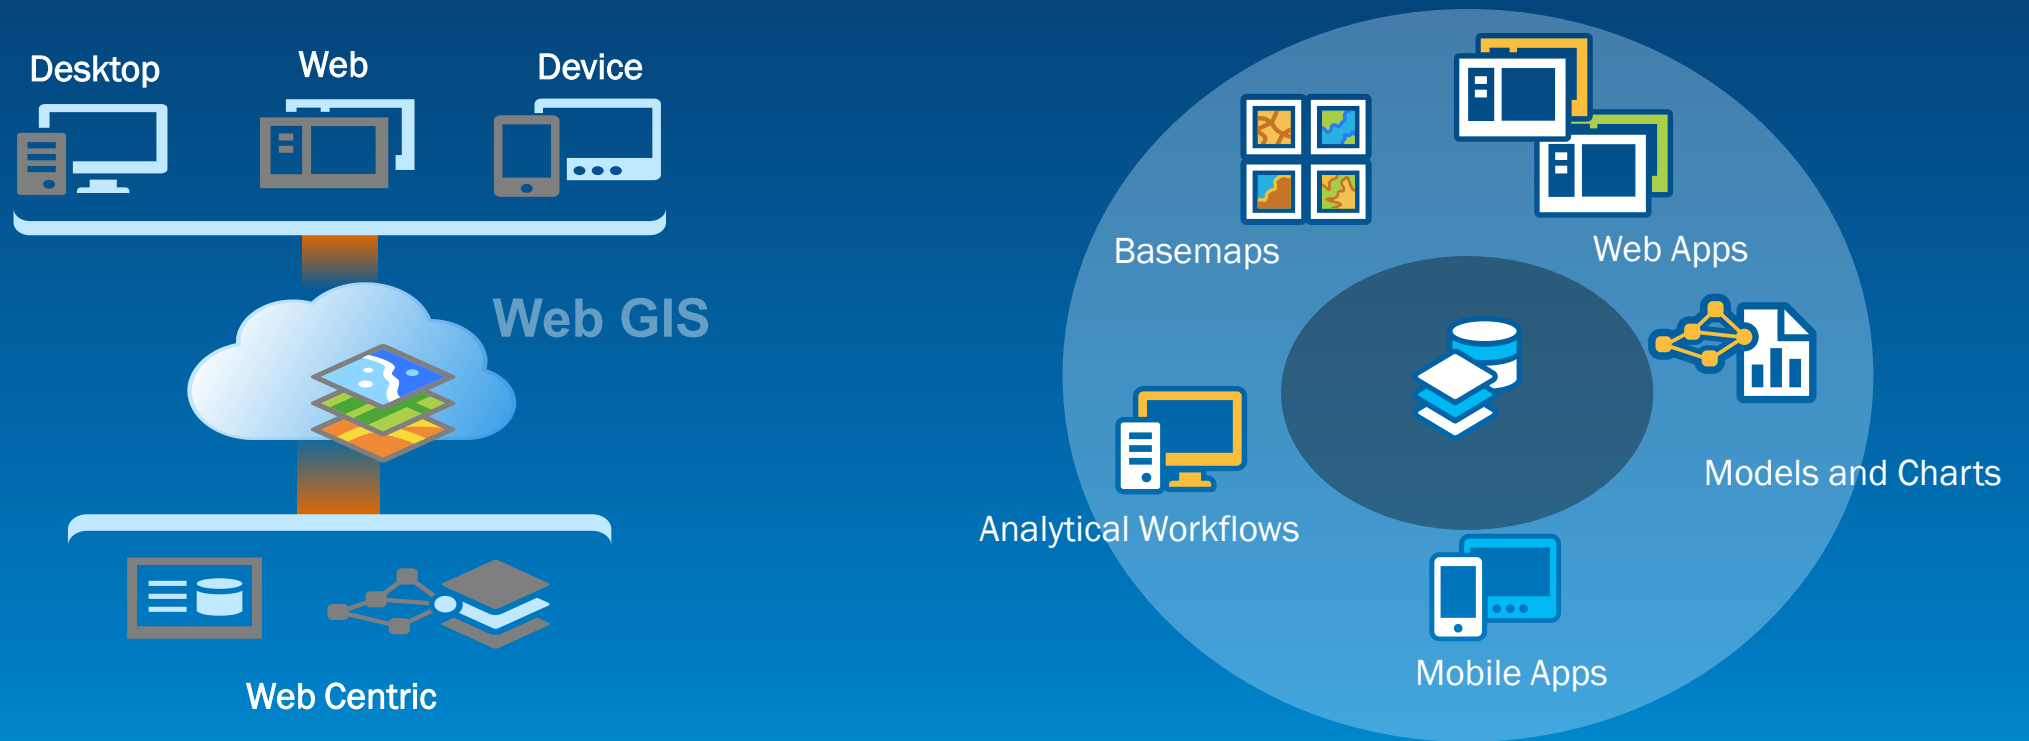 Desktop
Web
Device
Web GIS
Web Centric
Basemaps
Web Apps
Models and Charts
Analytical Workflows
Mobile Apps